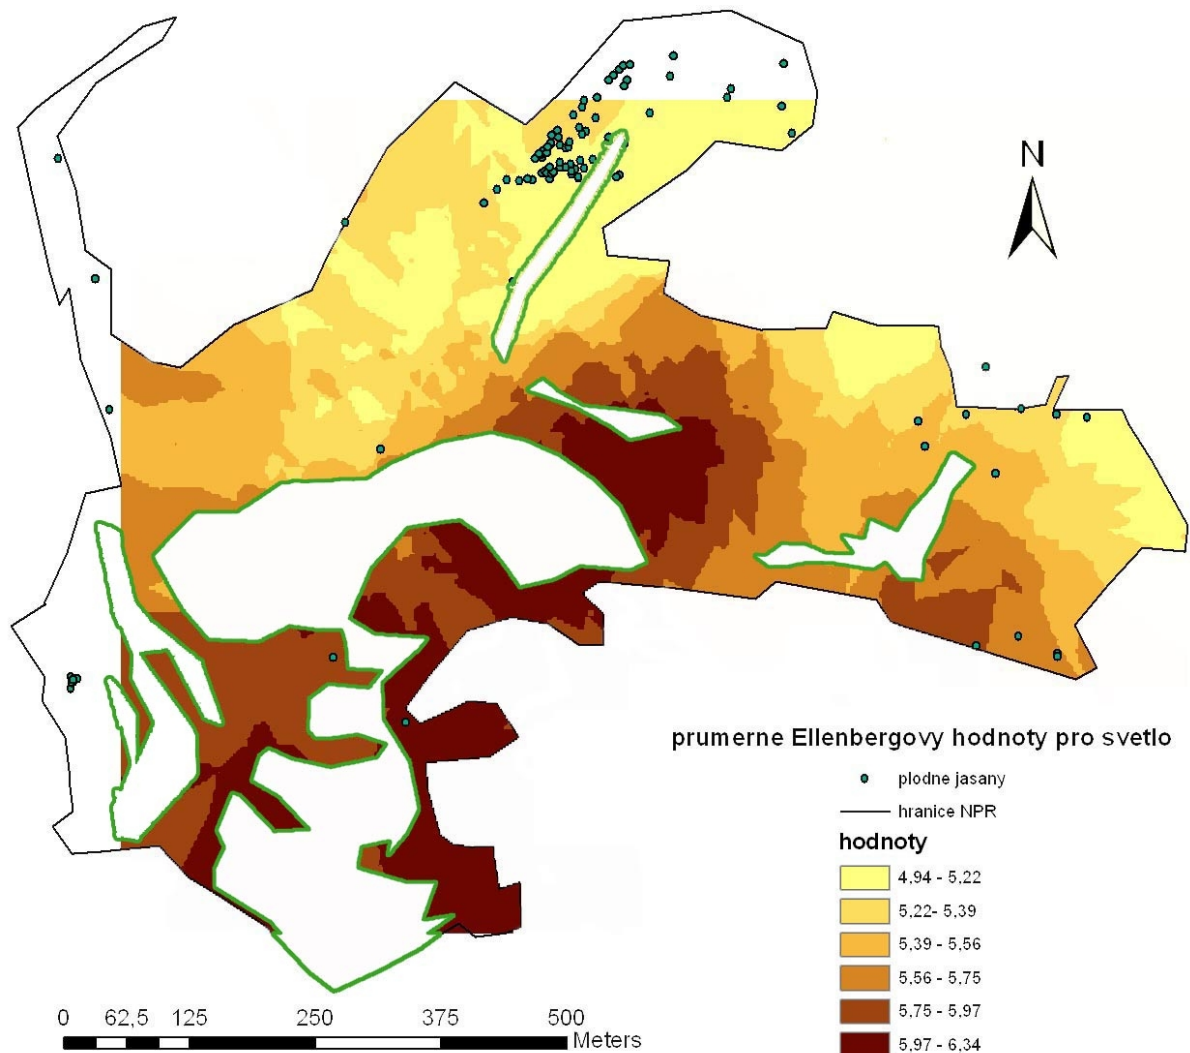 N
prumerne Ellenbergovy hodnoty pro svetlo
plodne jasany
hranice NPR
hodnoty
4,94 - 5,22
5,22- 5,39
5,39 - 5,56
5,56 - 5,75
5,75 - 5,97
5,97 - 6,34
0 62,5 125 250 375 500
Meters